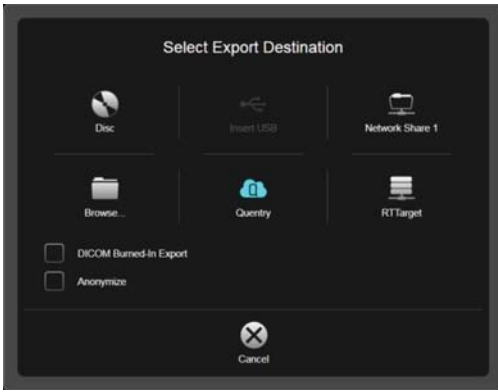 Select Export Destination
Disc
Insert USB
Network Share 1
Browse...
Quentry
RTTarget
DICOM Burned-In Export
Anonymize
Cancel